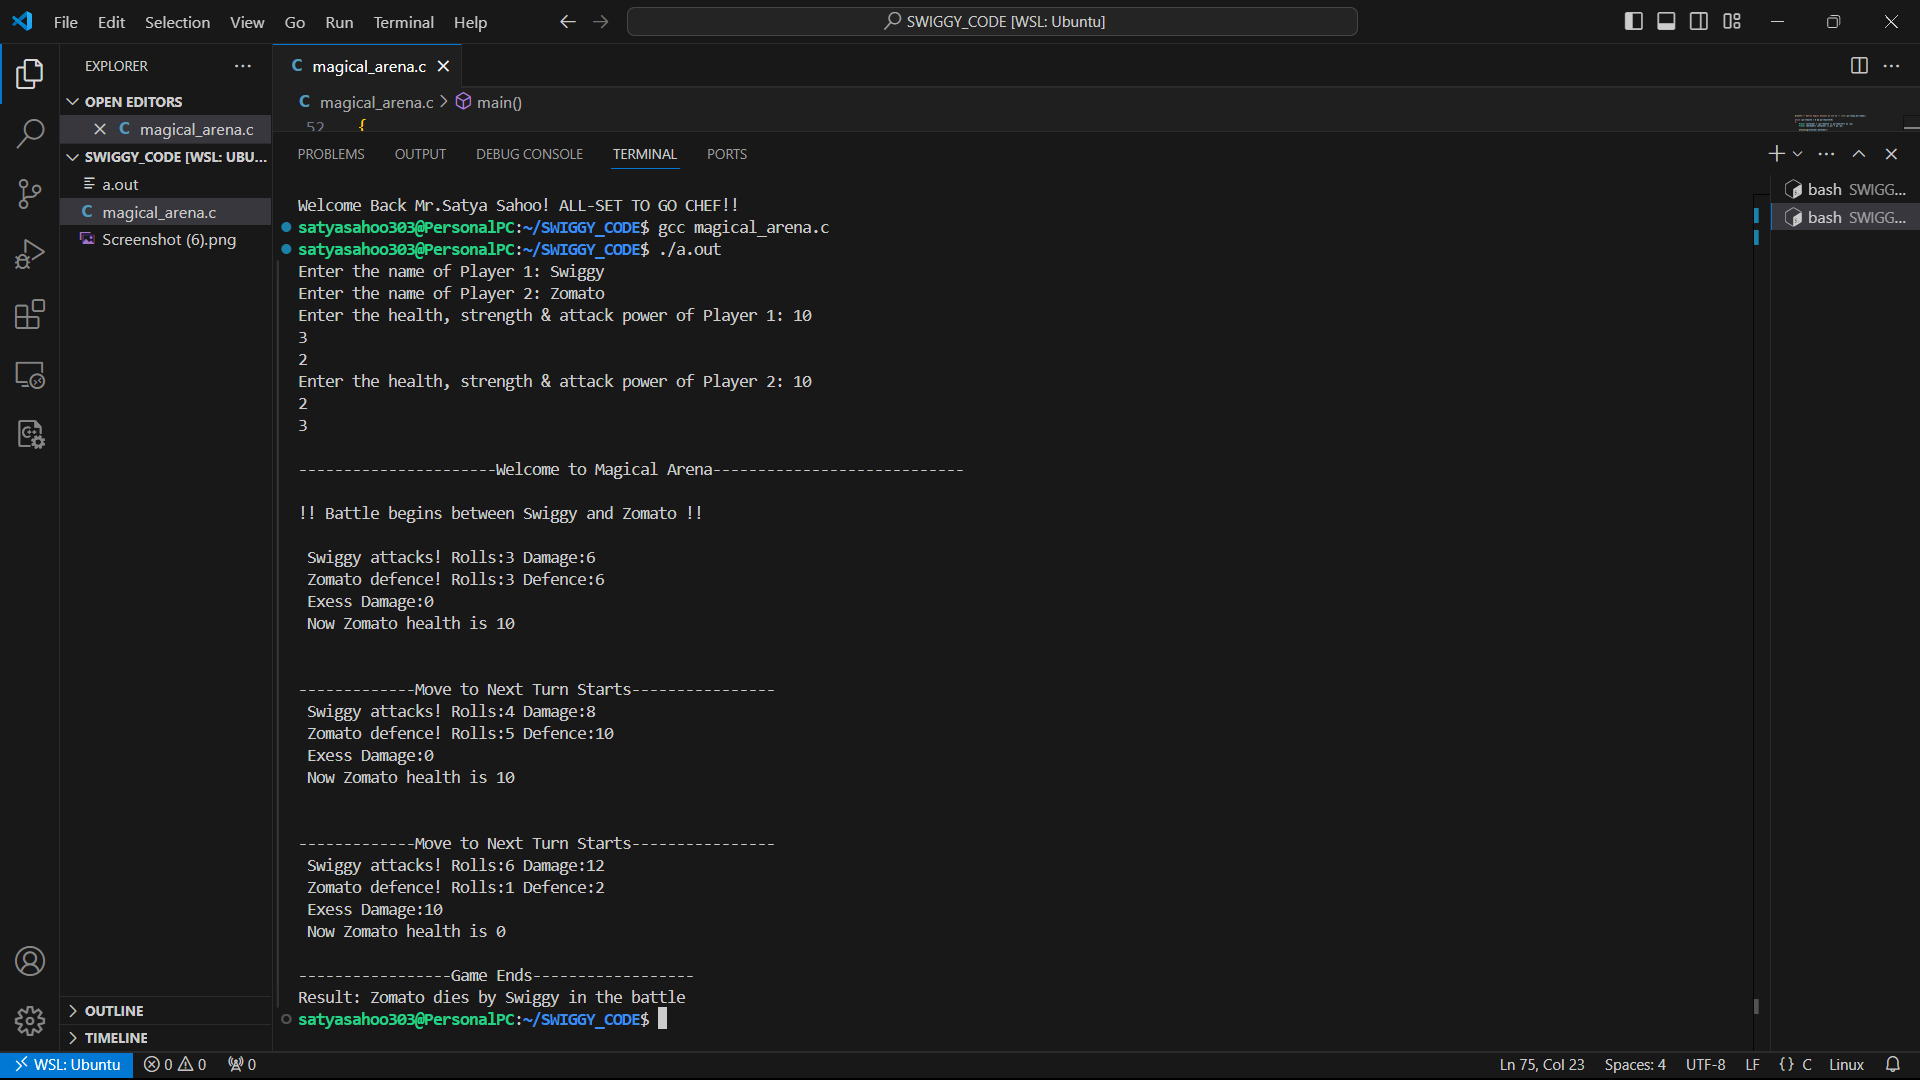 File Edit Selection View Go Run Terminal Help
SWIGGY_CODE [WSL: Ubuntu]
EXPLORER
OPEN EDITORS
C magical_arena.c
SWIGGY_CODE [WSL: UBU...
a.out
C magical_arena.c
Screenshot (6).png
OUTLINE
TIMELINE
C magical_arena.c
C magical_arena.c > main()
52 {
PROBLEMS OUTPUT DEBUG CONSOLE TERMINAL PORTS
bash SWIGG...
bash SWIGG...
Welcome Back Mr.Satya Sahoo! ALL-SET TO GO CHEF!!
satyasahoo303@PersonalPC:~/SWIGGY_CODE$ gcc magical_arena.c
satyasahoo303@PersonalPC:~/SWIGGY_CODE$ ./a.out
Enter the name of Player 1: Swiggy
Enter the name of Player 2: Zomato
Enter the health, strength & attack power of Player 1: 10
3
2
Enter the health, strength & attack power of Player 2: 10
2
3
----------------------Welcome to Magical Arena----------------------------
!! Battle begins between Swiggy and Zomato !!
Swiggy attacks! Rolls:3 Damage:6
Zomato defence! Rolls:3 Defence:6
Exess Damage:0
Now Zomato health is 10
-------------Move to Next Turn Starts----------------
Swiggy attacks! Rolls:4 Damage:8
Zomato defence! Rolls:5 Defence:10
Exess Damage:0
Now Zomato health is 10
-------------Move to Next Turn Starts----------------
Swiggy attacks! Rolls:6 Damage:12
Zomato defence! Rolls:1 Defence:2
Exess Damage:10
Now Zomato health is 0
-----------------Game Ends------------------
Result: Zomato dies by Swiggy in the battle
satyasahoo303@PersonalPC:~/SWIGGY_CODE$
WSL: Ubuntu 0 0 0 Ln 75, Col 23 Spaces: 4 UTF-8 LF {} C Linux